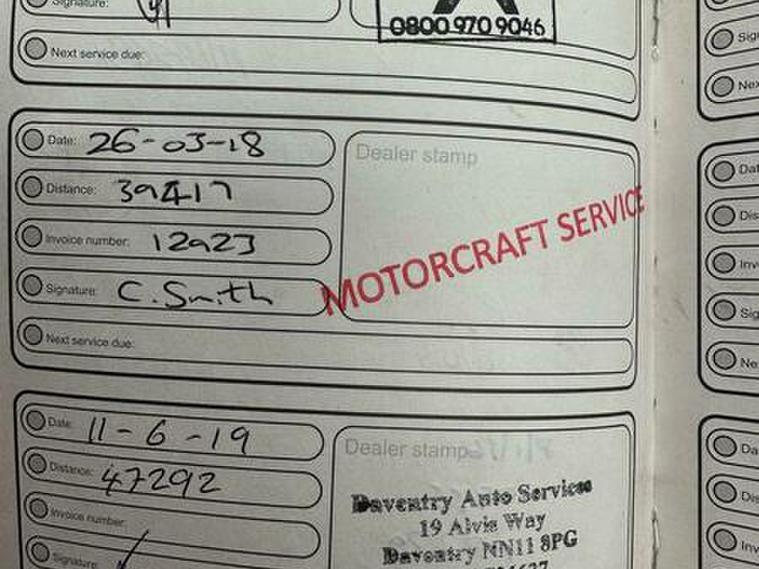 Signature:
0800 970 9046
Next service due:
Date: 26-03-18
Dealer stamp
Distance: 39417
Invoice number: 12923
MOTORCRAFT SERVICE
Signature: C. Smith
Next service due:
Date: 11-6-19
Dealer stamp
Distance: 47292
Daventry Auto Services
19 Alvis Way
Invoice number:
Daventry NN11 8PG
Signature: